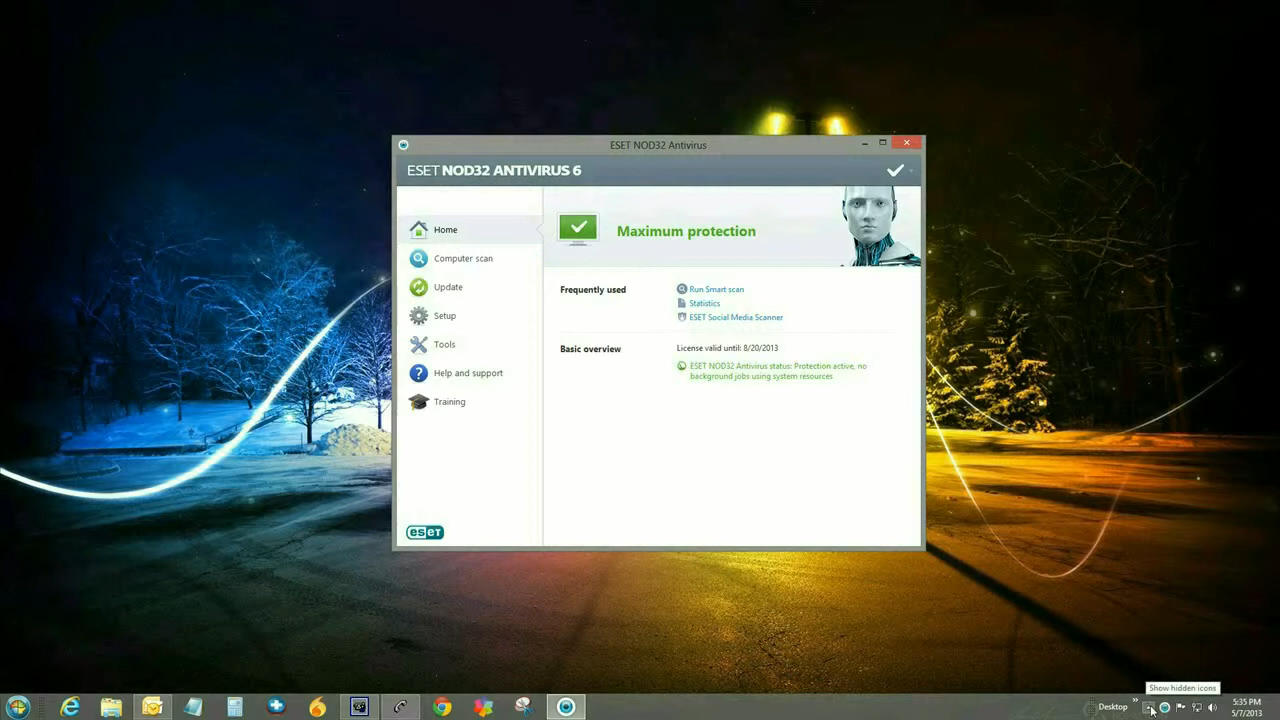 ESET NOD32 Antivirus
ESET NOD32 ANTIVIRUS 6
Home
Computer scan
Update
Setup
Tools
Help and support
Training
eseT
Maximum protection
Frequently used
Run Smart scan
Statistics
ESET Social Media Scanner
Basic overview
License valid until: 8/20/2013
ESET NOD32 Antivirus status: Protection active, no
background jobs using system resources
Show hidden icons
Desktop
5:35 PM
5/7/2013